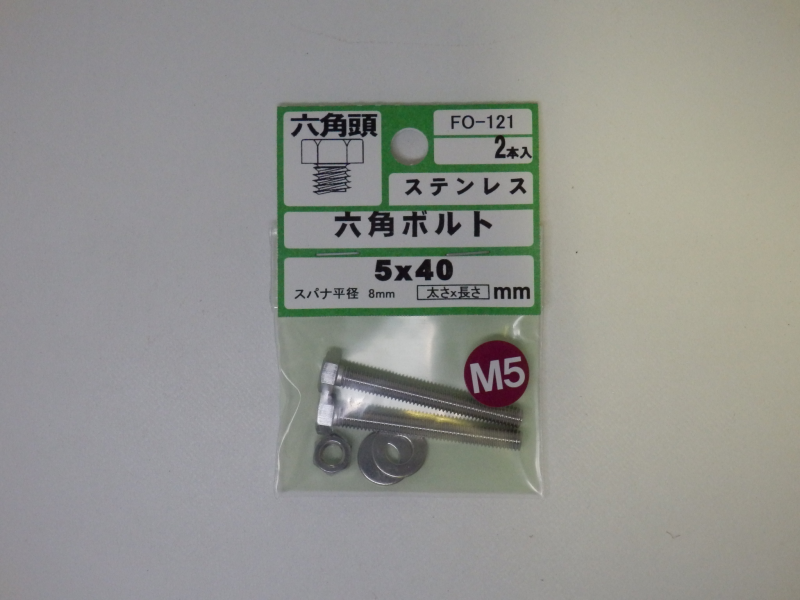 六角頭
FO-121
2本入
ステンレス
六角ボルト
5x40
スパナ平径 8mm 太さx長さ mm
M5